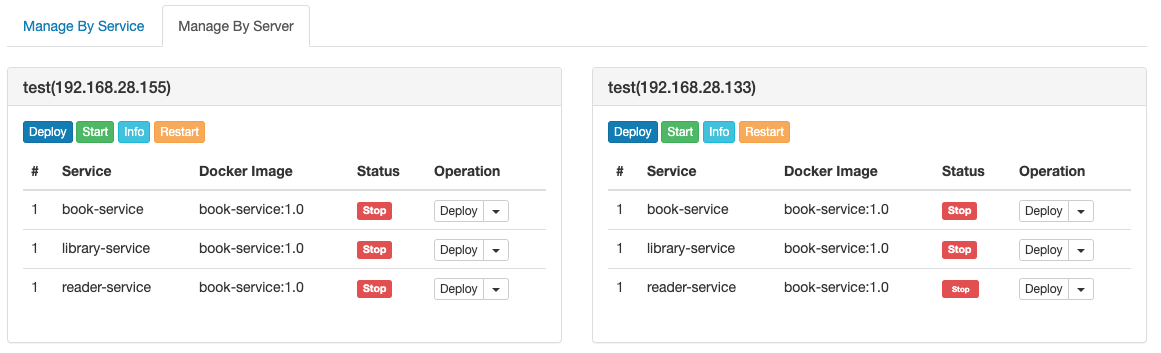 Manage By Service Manage By Server
test(192.168.28.155)
Deploy Start Info Restart
# Service Docker Image Status Operation
1 book-service book-service:1.0 Stop Deploy
1 library-service book-service:1.0 Stop Deploy
1 reader-service book-service:1.0 Stop Deploy
test(192.168.28.133)
Deploy Start Info Restart
# Service Docker Image Status Operation
1 book-service book-service:1.0 Stop Deploy
1 library-service book-service:1.0 Stop Deploy
1 reader-service book-service:1.0 Stop Deploy